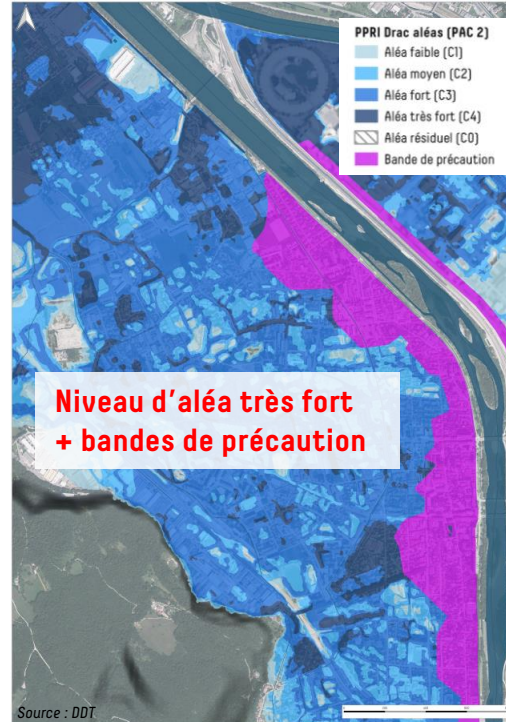 PPRI Drac aléas (PAC 2)
Aléa faible (C1)
Aléa moyen (C2)
Aléa fort (C3)
Aléa très fort (C4)
Aléa résiduel (C0)
Bande de précaution
Niveau d'aléa très fort
+ bandes de précaution
Source : DDT